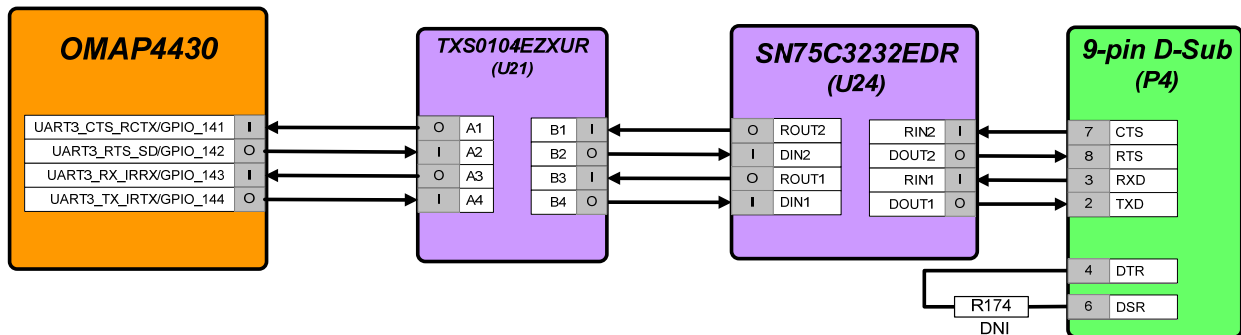 OMAP4430
UART3_CTS_RCTX/GPIO_141 I
UART3_RTS_SD/GPIO_142 O
UART3_RX_IRRX/GPIO_143 I
UART3_TX_IRTX/GPIO_144 O
TXS0104EZXUR
(U21)
O A1
I A2
O A3
I A4
B1 I
B2 O
B3 I
B4 O
SN75C3232EDR
(U24)
O ROUT2
I DIN2
O ROUT1
I DIN1
RIN2 I
DOUT2 O
RIN1 I
DOUT1 O
9-pin D-Sub
(P4)
7 CTS
8 RTS
3 RXD
2 TXD
4 DTR
6 DSR
R174
DNI